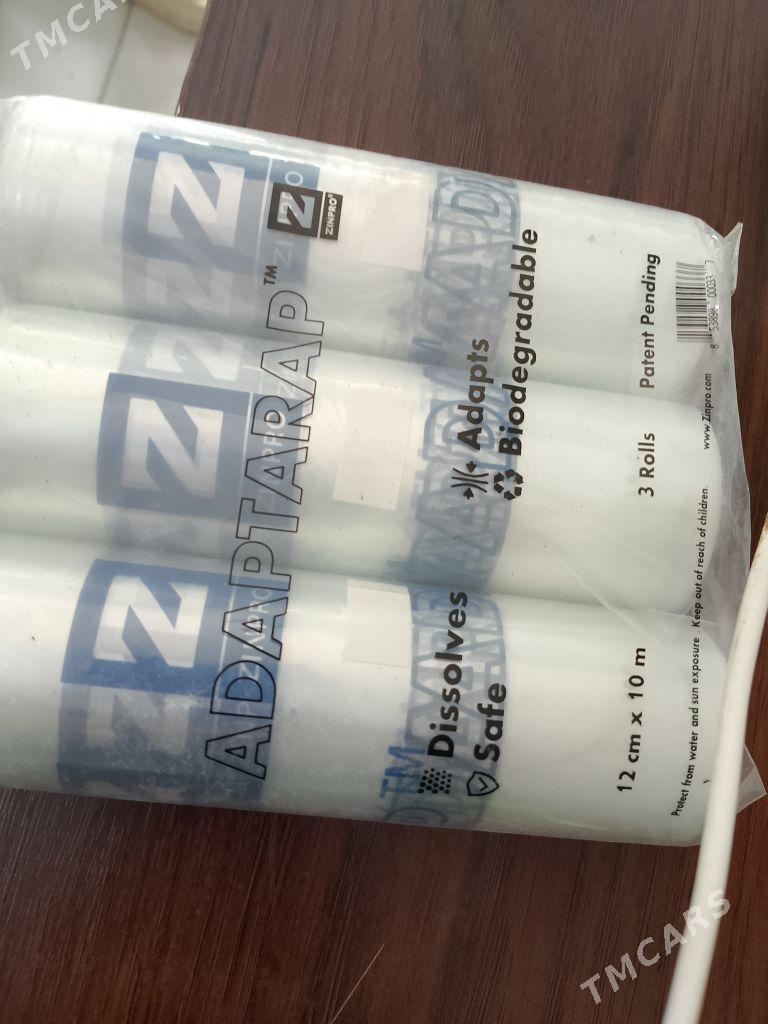 TMCARS
ADAPTARAP™
Z
ZINPRO®
Z
Z
Z
Dissolves
Adapts
Safe
Biodegradable
12 cm x 10 m
3 Rolls
Patent Pending
Protect from water and sun exposure . Keep out of reach of children.
www.Zinpro.com
TMCARS